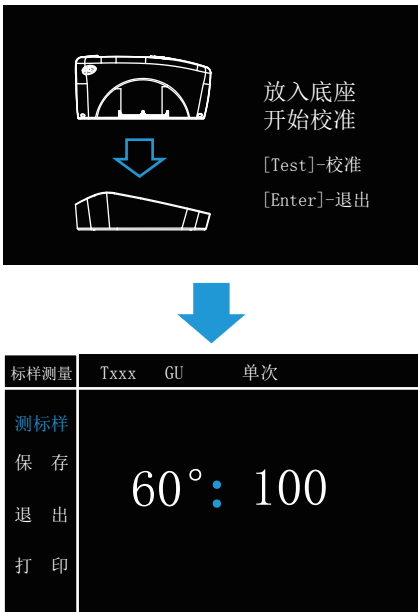 放入底座
开始校准
[Test]-校准
[Enter]-退出
标样测量 Txxx GU 单次
测标样
保 存
退 出
打 印
60°: 100